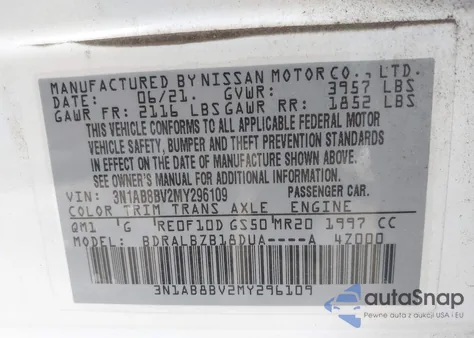 MANUFACTURED BY NISSAN MOTOR CO., LTD.
DATE: 06/21. GVWR: 3957 LBS
GAWR FR: 2116 LBS GAWR RR: 1852 LBS
THIS VEHICLE CONFORMS TO ALL APPLICABLE FEDERAL MOTOR
VEHICLE SAFETY, BUMPER AND THEFT PREVENTION STANDARDS
IN EFFECT ON THE DATE OF MANUFACTURE SHOWN ABOVE.
SEE OWNER'S MANUAL FOR ADDITIONAL INFORMATION.
VIN: 3N1AB8BV2MY296109 PASSENGER CAR
COLOR TRIM TRANS AXLE ENGINE
QM1 G RE0F10D GS50 MR20 1997 CC
MODEL: BDRALBZB18DUA----A 4Z000
3N1AB8BV2MY296109
autoSnap
Pewne auta z dostawą z USA - EU